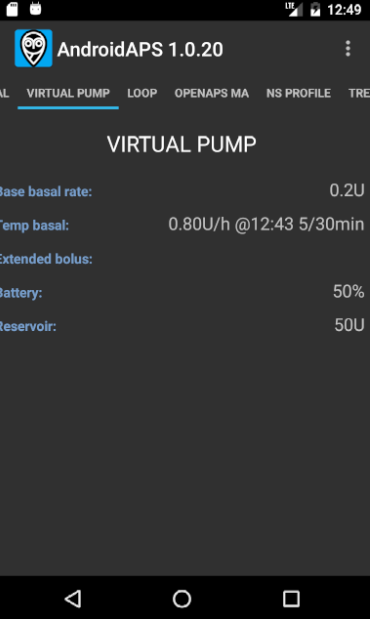 LTE 12:49
AndroidAPS 1.0.20
AL VIRTUAL PUMP LOOP OPENAPS MA NS PROFILE TRE
VIRTUAL PUMP
Base basal rate: 0.2U
Temp basal: 0.80U/h @12:43 5/30min
Extended bolus:
Battery: 50%
Reservoir: 50U